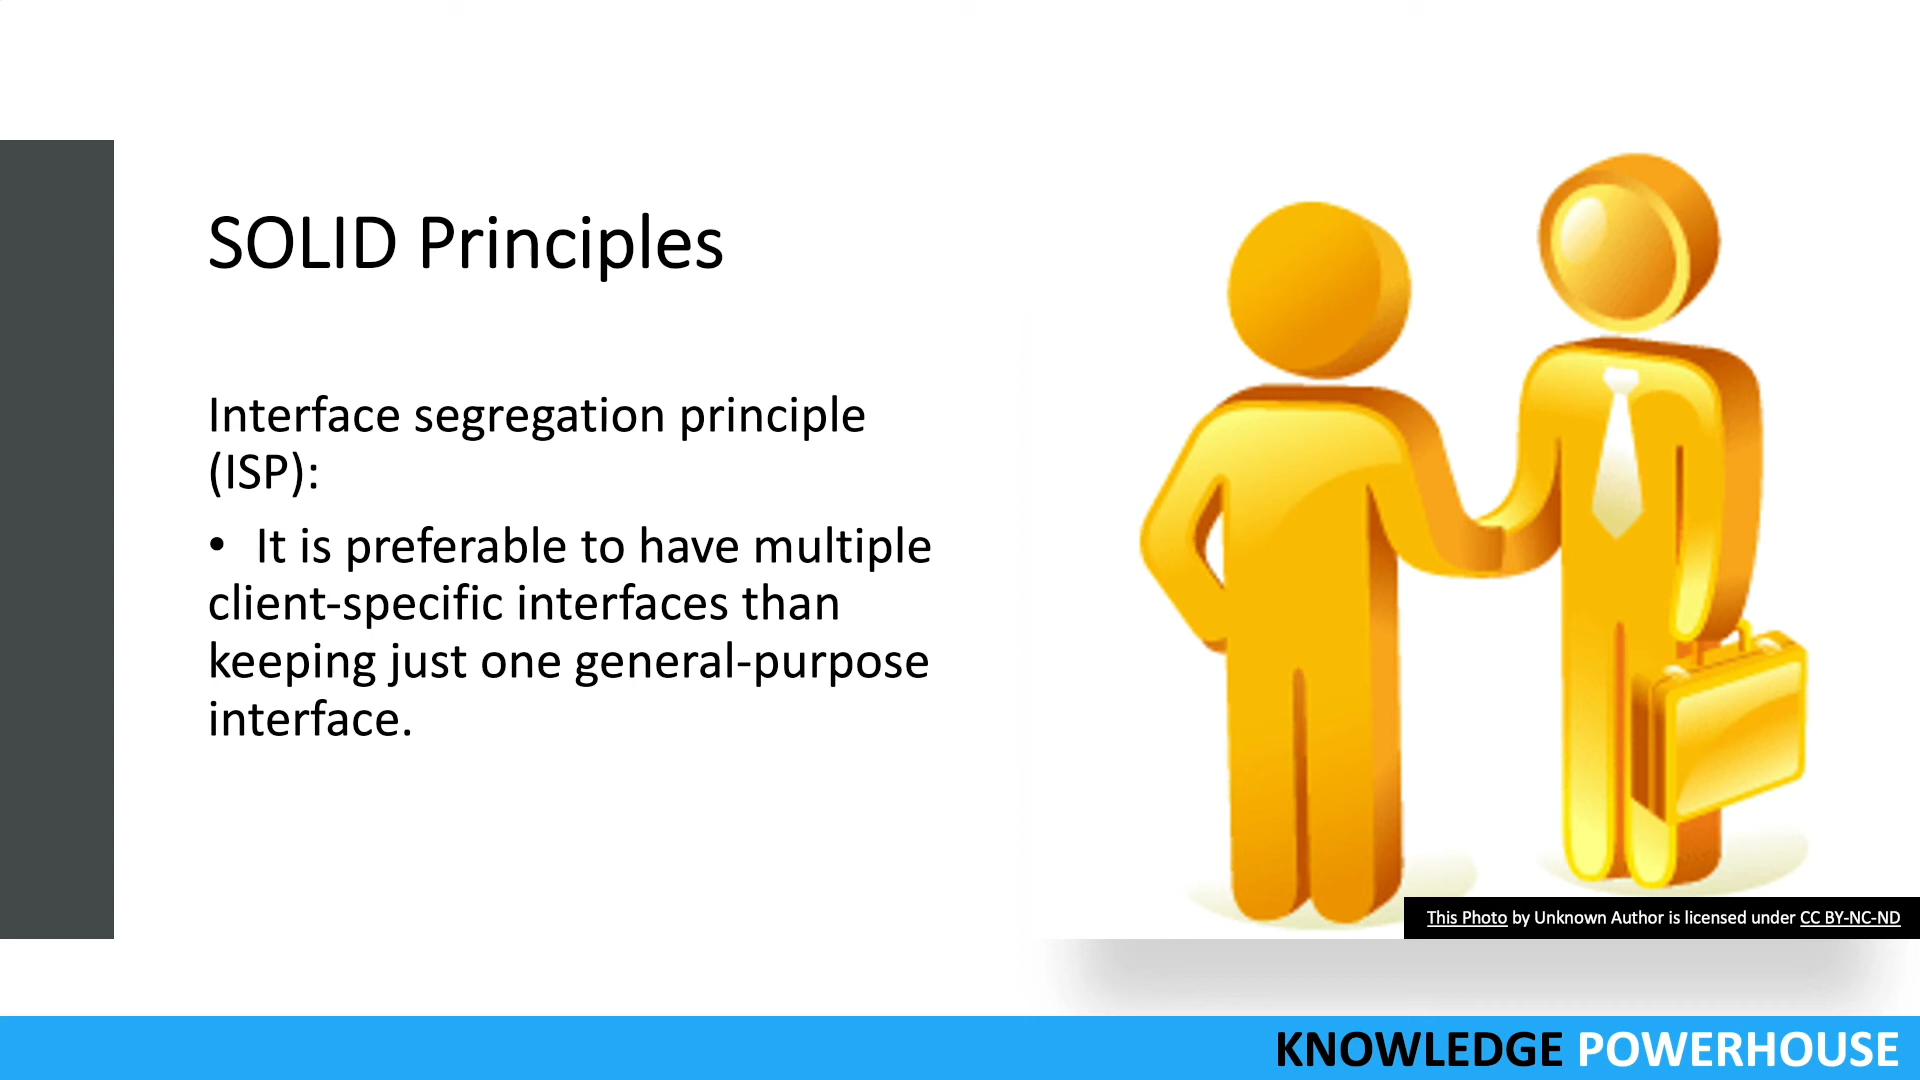 SOLID Principles
Interface segregation principle
(ISP):
• It is preferable to have multiple
client-specific interfaces than
keeping just one general-purpose
interface.
This Photo by Unknown Author is licensed under CC BY-NC-ND
KNOWLEDGE POWERHOUSE